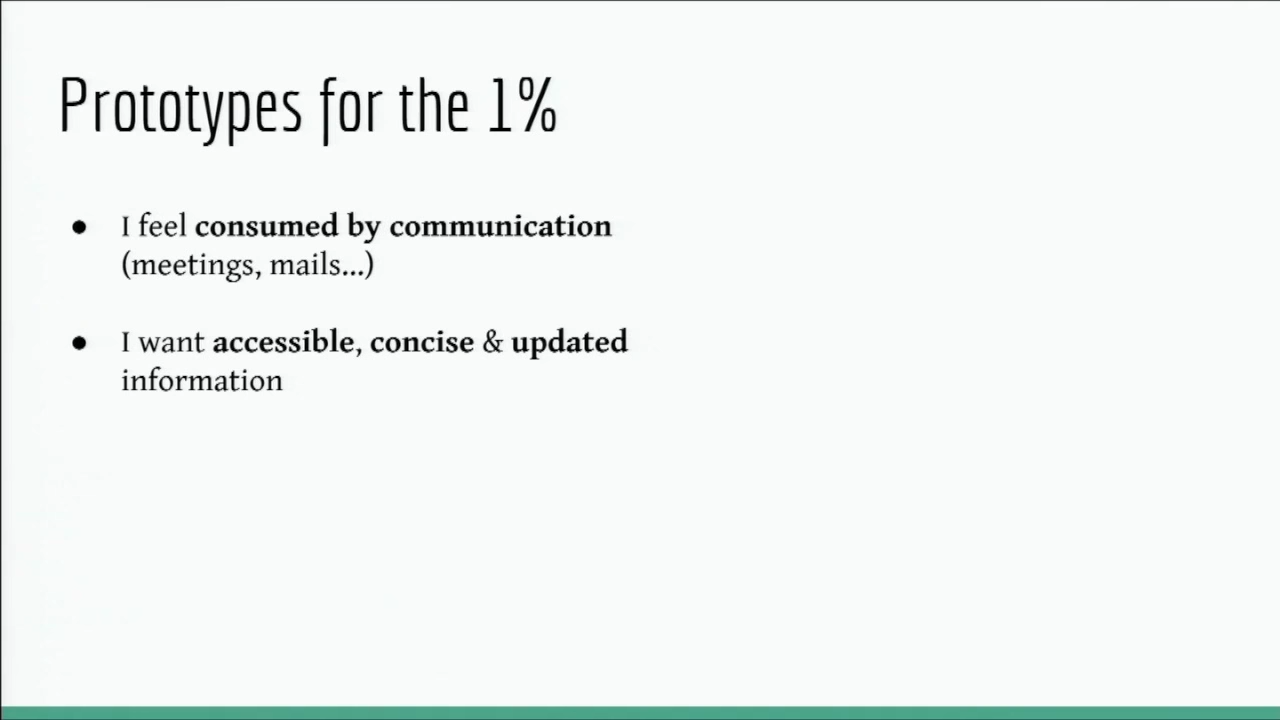 Prototypes for the 1%
● I feel consumed by communication
(meetings, mails...)
● I want accessible, concise & updated
information